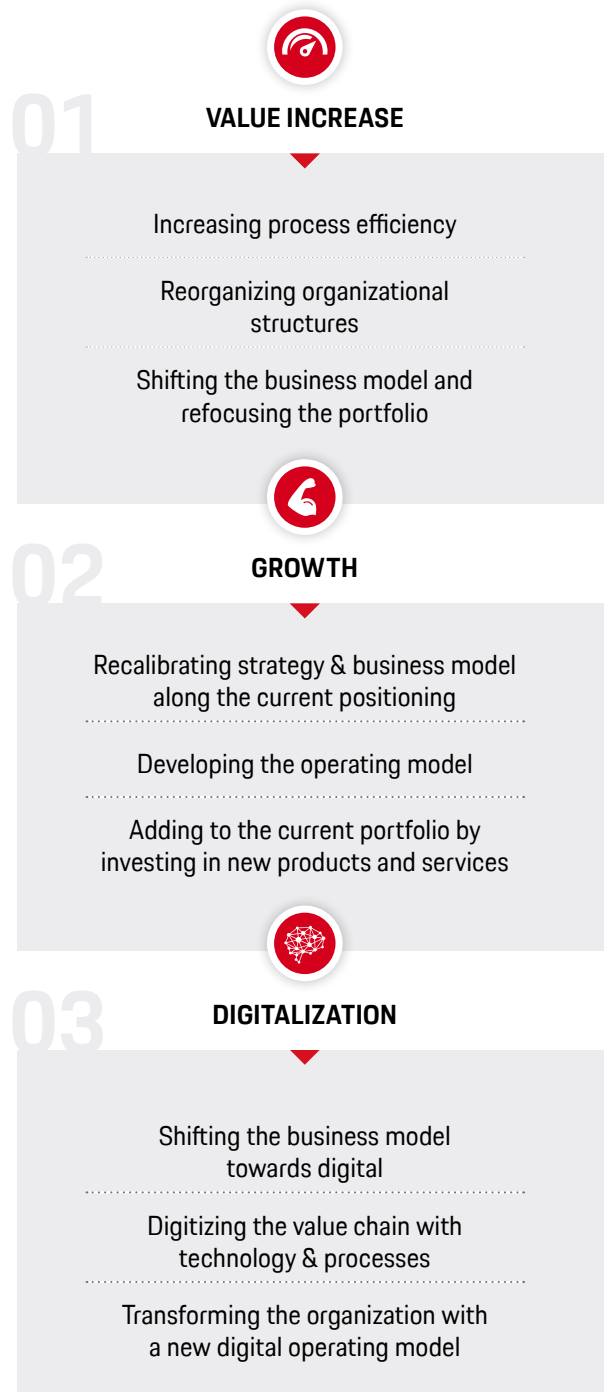 01
VALUE INCREASE
Increasing process efficiency
Reorganizing organizational
structures
Shifting the business model and
refocusing the portfolio
02
GROWTH
Recalibrating strategy & business model
along the current positioning
Developing the operating model
Adding to the current portfolio by
investing in new products and services
03
DIGITALIZATION
Shifting the business model
towards digital
Digitizing the value chain with
technology & processes
Transforming the organization with
a new digital operating model